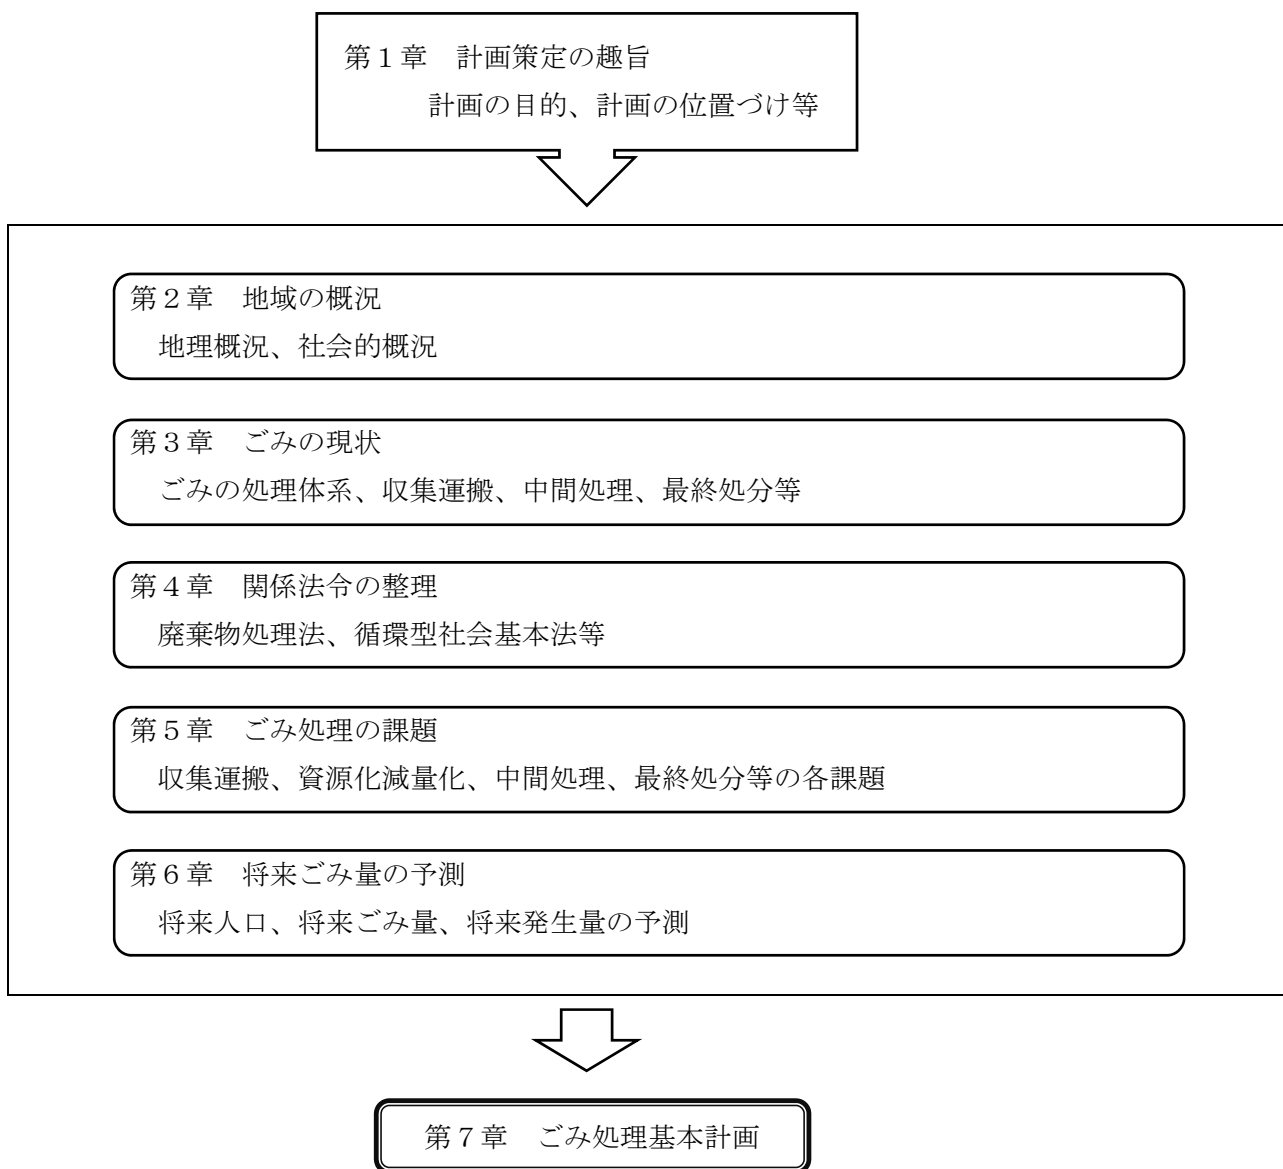 第１章　計画策定の趣旨
計画の目的、計画の位置づけ等
第２章　地域の概況
地理概況、社会的概況
第３章　ごみの現状
ごみの処理体系、収集運搬、中間処理、最終処分等
第４章　関係法令の整理
廃棄物処理法、循環型社会基本法等
第５章　ごみ処理の課題
収集運搬、資源化減量化、中間処理、最終処分等の各課題
第６章　将来ごみ量の予測
将来人口、将来ごみ量、将来発生量の予測
第７章　ごみ処理基本計画